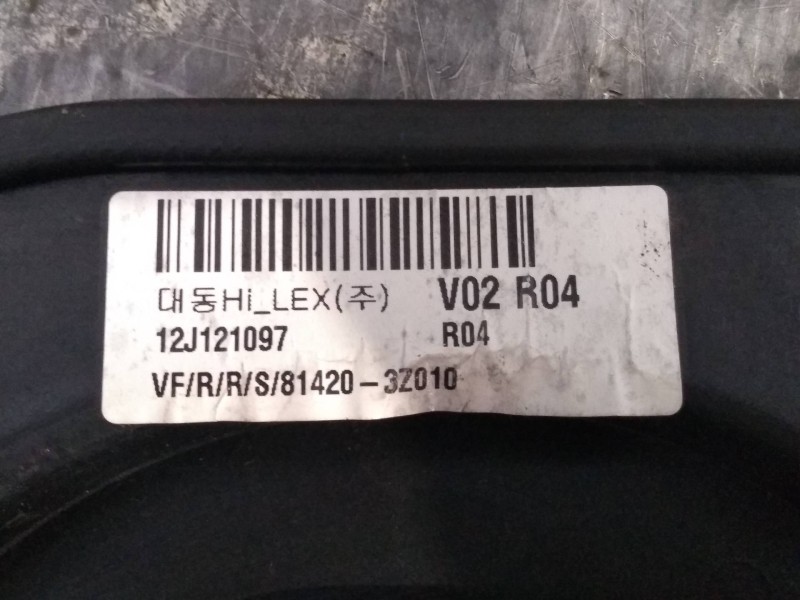 대동Hi_LEX(주) V02 R04
12J121097 R04
VF/R/R/S/81420-3Z010